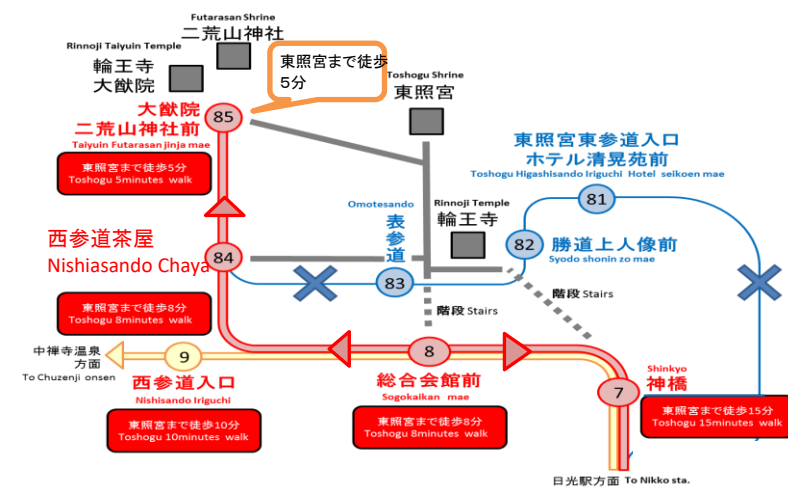 Futarasan Shrine
二荒山神社
Rinnoji Taiyuin Temple
輪王寺
大猷院
東照宮まで徒歩
5分
Toshogu Shrine
東照宮
大猷院
二荒山神社前
Taiyuin Futarasan jinja mae
85
東照宮まで徒歩5分
Toshogu 5minutes walk
東照宮東参道入口
ホテル清晃苑前
Toshogu Higashisando Iriguchi Hotel seikoen mae
81
Omotesando
表参道
83
Rinnoji Temple
輪王寺
82
勝道上人像前
Syodo shonin zo mae
西参道茶屋
Nishiasando Chaya
84
東照宮まで徒歩8分
Toshogu 8minutes walk
階段 Stairs
階段 Stairs
中禅寺温泉
方面
To Chuzenji onsen
9
西参道入口
Nishisando Iriguchi
東照宮まで徒歩10分
Toshogu 10minutes walk
8
総合会館前
Sogokaikan mae
東照宮まで徒歩8分
Toshogu 8minutes walk
7
Shinkyo
神橋
東照宮まで徒歩15分
Toshogu 15minutes walk
日光駅方面 To Nikko sta.